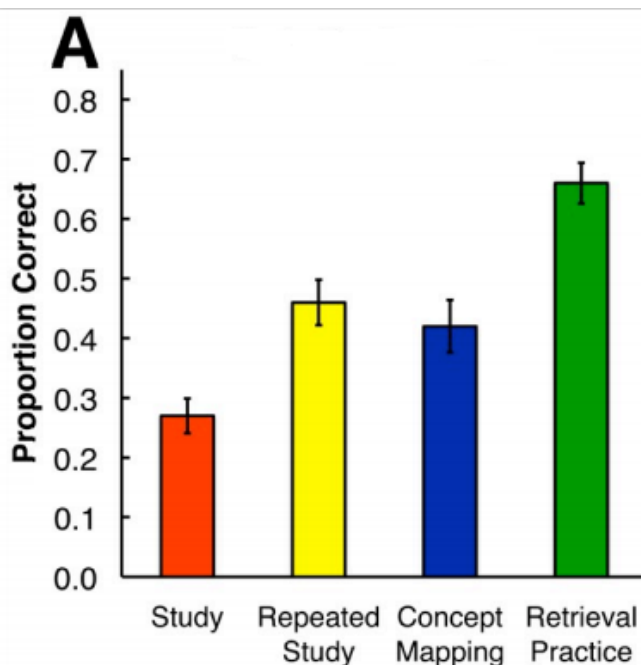 A
Proportion Correct
0.8
0.7
0.6
0.5
0.4
0.3
0.2
0.1
0.0
Study
Repeated
Study
Concept
Mapping
Retrieval
Practice